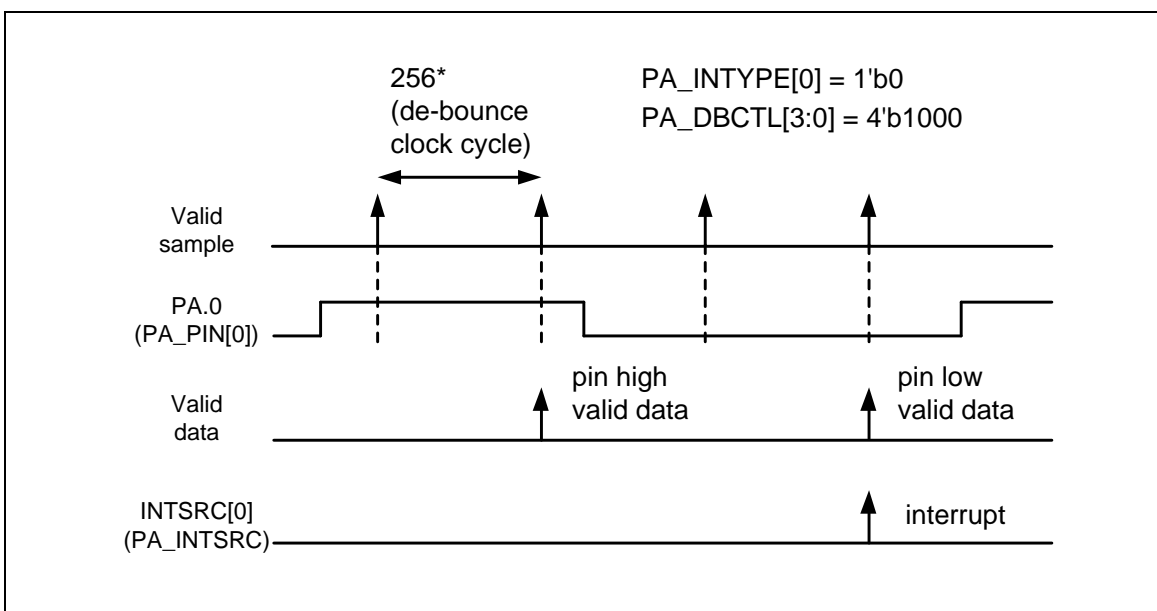 256*
(de-bounce
clock cycle)
PA_INTYPE[0] = 1'b0
PA_DBCTL[3:0] = 4'b1000
Valid
sample
PA.0
(PA_PIN[0])
Valid
data
pin high
valid data
pin low
valid data
INTSRC[0]
(PA_INTSRC)
interrupt